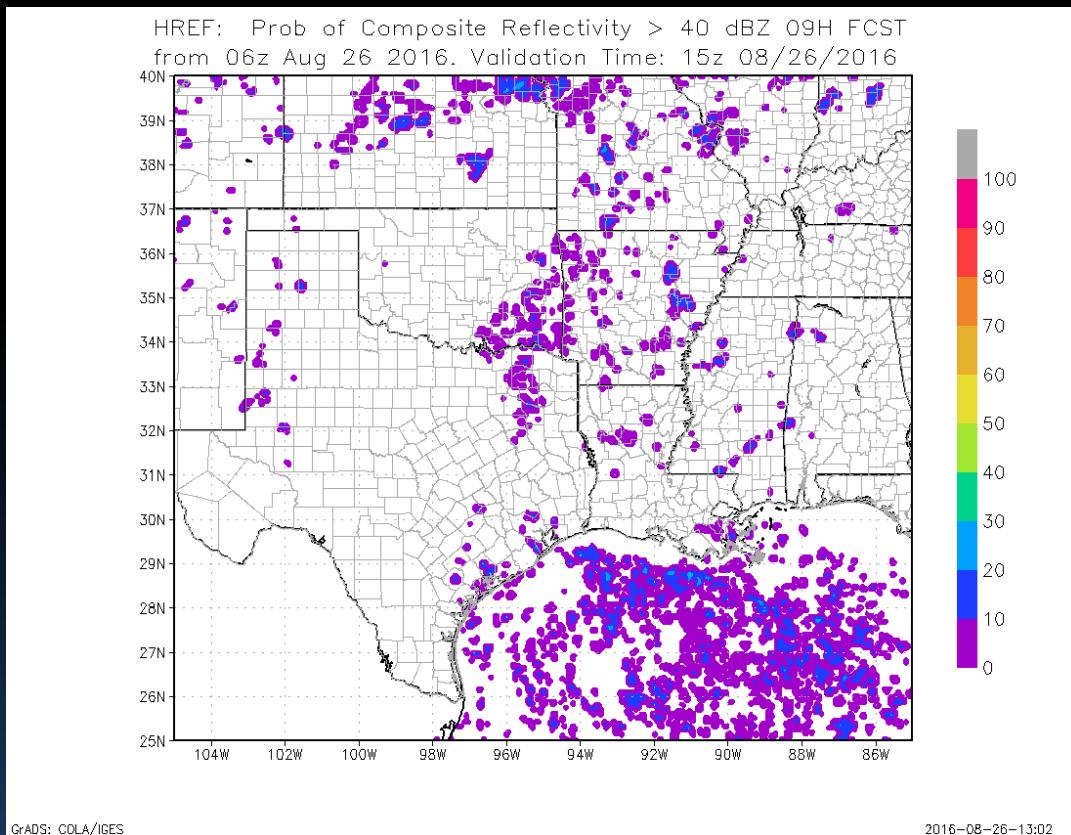 HREF: Prob of Composite Reflectivity > 40 dBZ 09H FCST
from 06z Aug 26 2016. Validation Time: 15z 08/26/2016
40N
39N
38N
37N
36N
35N
34N
33N
32N
31N
30N
29N
28N
27N
26N
25N
104W 102W 100W 98W 96W 94W 92W 90W 88W 86W
100
90
80
70
60
50
40
30
20
10
0
GrADS: COLA/IGES
2016-08-26-13:02